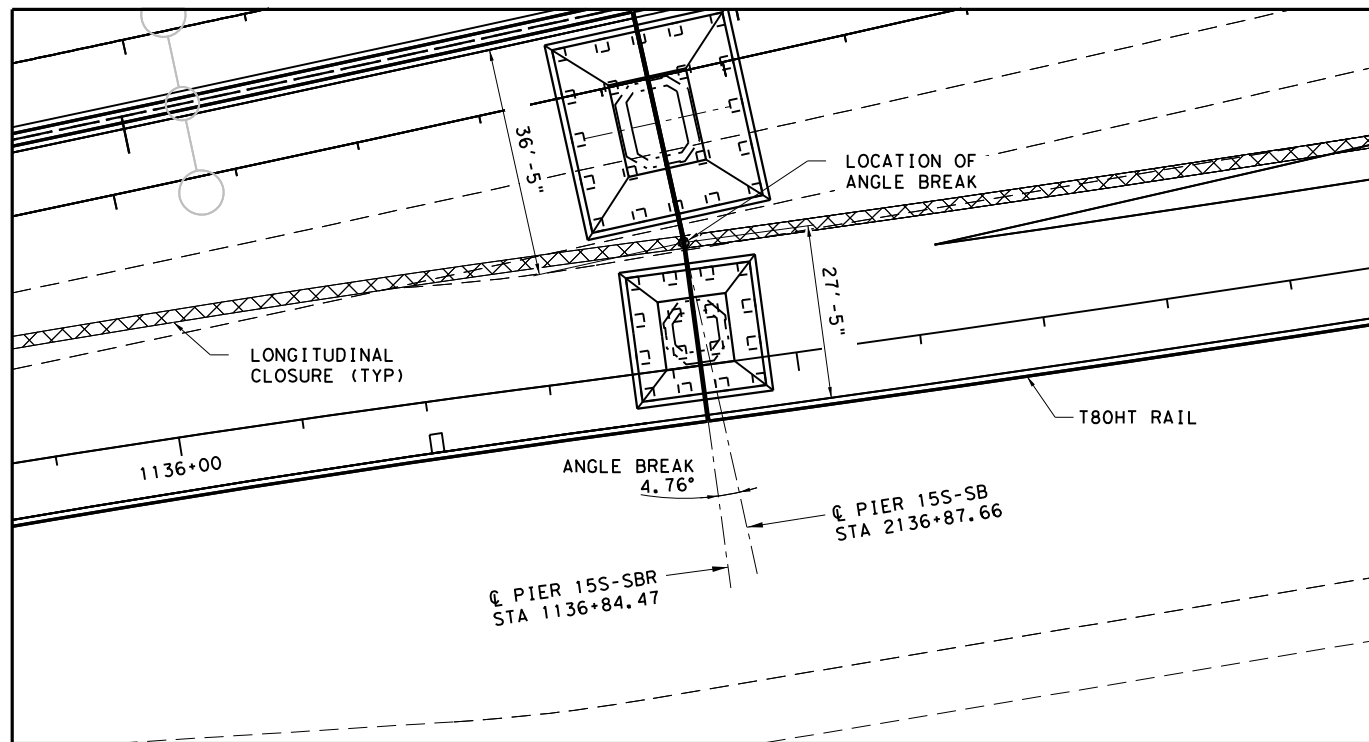 36'-5"
LOCATION OF
ANGLE BREAK
27'-5"
LONGITUDINAL
CLOSURE (TYP)
T80HT RAIL
1136+00
ANGLE BREAK
4.76°
℄ PIER 15S-SB
STA 2136+87.66
℄ PIER 15S-SBR
STA 1136+84.47